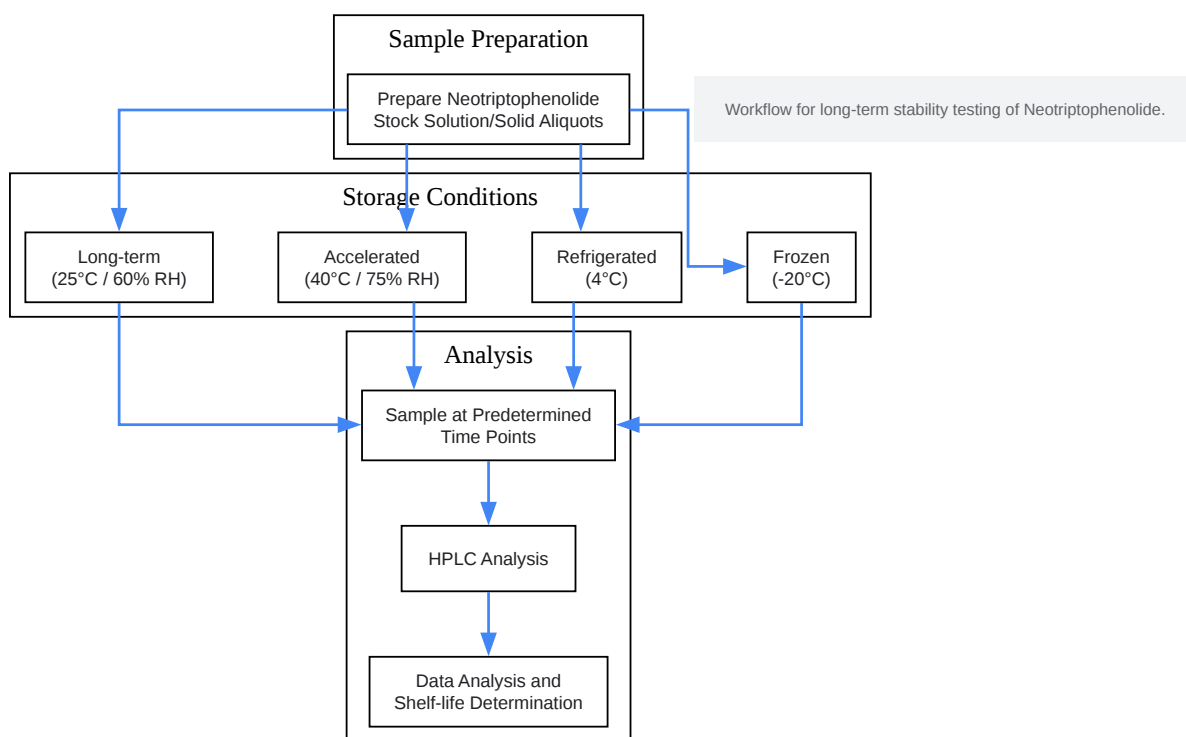 Sample Preparation
Prepare Neotriptophenolide
Stock Solution/Solid Aliquots
Workflow for long-term stability testing of Neotriptophenolide.
Storage Conditions
Long-term
(25°C / 60% RH)
Accelerated
(40°C / 75% RH)
Refrigerated
(4°C)
Frozen
(-20°C)
Analysis
Sample at Predetermined
Time Points
HPLC Analysis
Data Analysis and
Shelf-life Determination